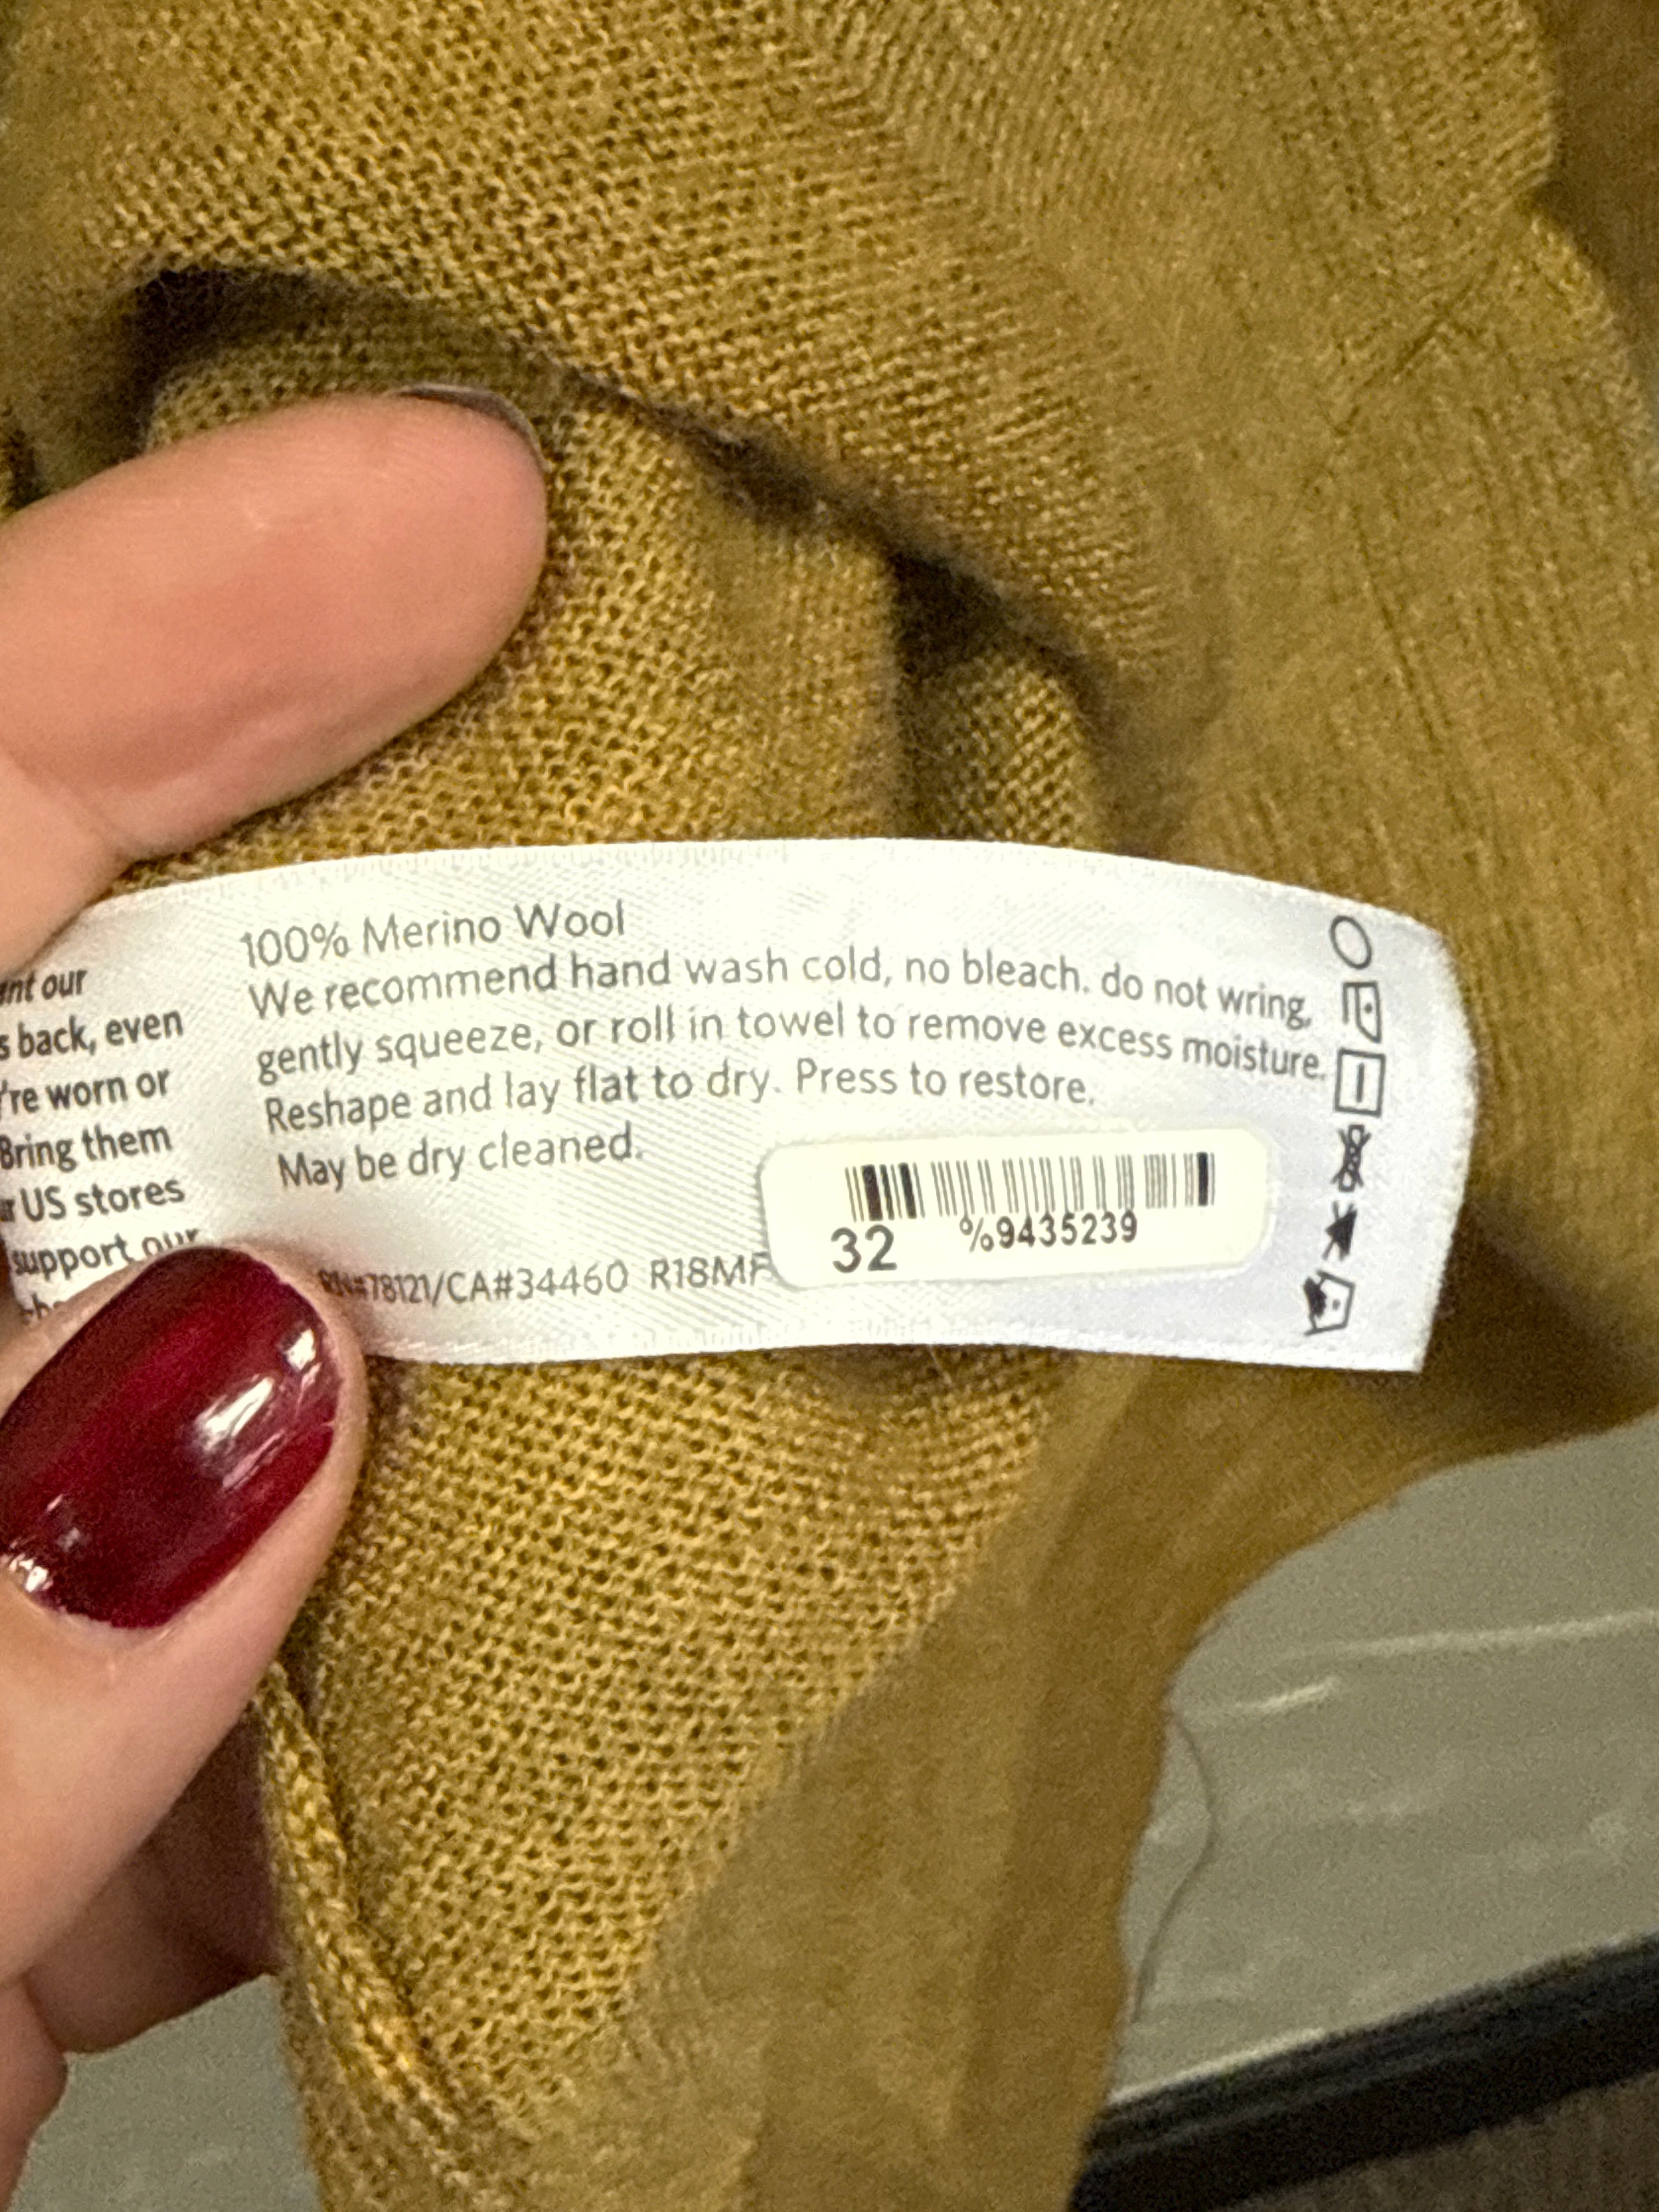 our
back, even
worn or
Bring them
US stores
support our
100% Merino Wool
We recommend hand wash cold, no bleach. do not wring,
gently squeeze, or roll in towel to remove excess moisture.
Reshape and lay flat to dry. Press to restore.
May be dry cleaned.
RN#78121/CA#34460 R18MF
32
%9435239